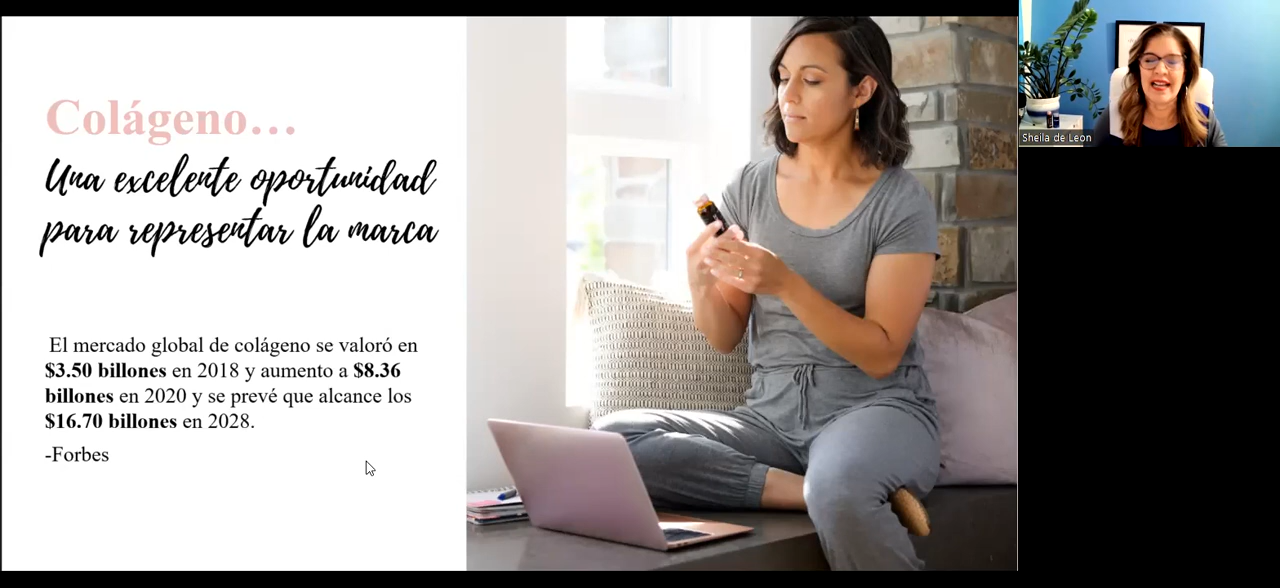 Colágeno...
Una excelente oportunidad
para representar la marca
El mercado global de colágeno se valoró en
$3.50 billones en 2018 y aumento a $8.36
billones en 2020 y se prevé que alcance los
$16.70 billones en 2028.
-Forbes
Sheila de Leon